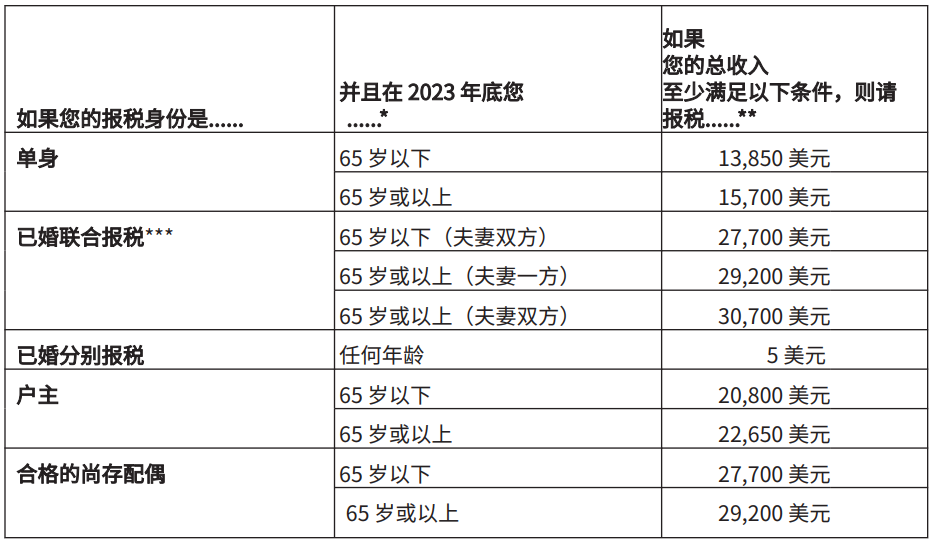 如果您的报税身份是......
并且在 2023 年底您
......*
如果
您的总收入
至少满足以下条件，则请
报税......**
单身
65 岁以下
13,850 美元
65 岁或以上
15,700 美元
已婚联合报税***
65 岁以下（夫妻双方）
27,700 美元
65 岁或以上（夫妻一方）
29,200 美元
65 岁或以上（夫妻双方）
30,700 美元
已婚分别报税
任何年龄
5 美元
户主
65 岁以下
20,800 美元
65 岁或以上
22,650 美元
合格的尚存配偶
65 岁以下
27,700 美元
65 岁或以上
29,200 美元